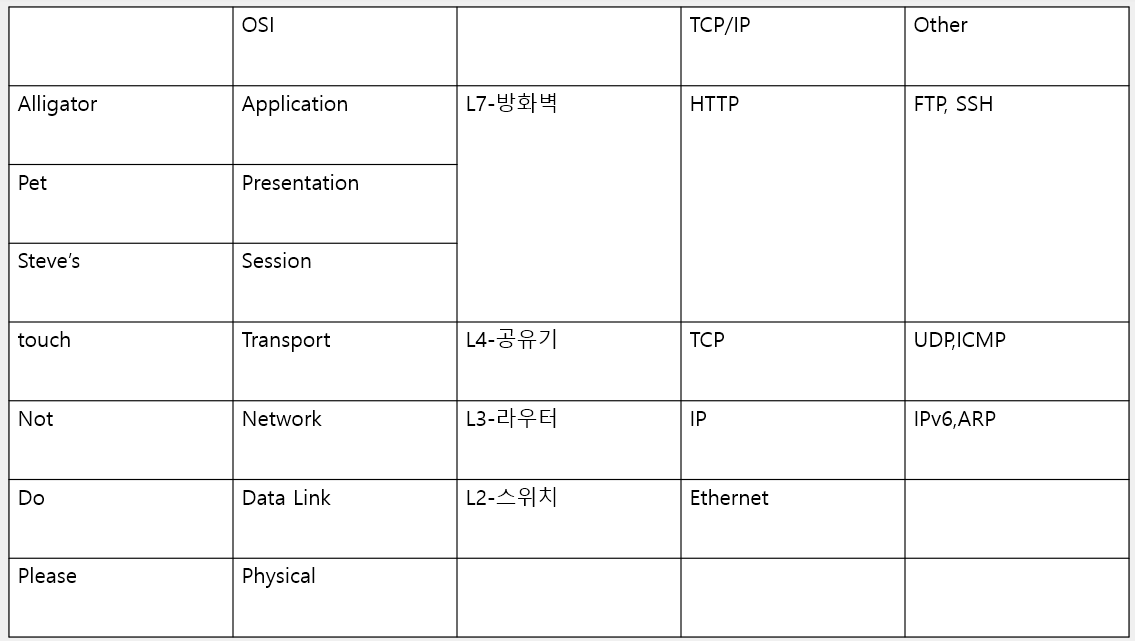 OSI TCP/IP Other
Alligator Application L7-방화벽 HTTP FTP, SSH
Pet Presentation
Steve’s Session
touch Transport L4-공유기 TCP UDP,ICMP
Not Network L3-라우터 IP IPv6,ARP
Do Data Link L2-스위치 Ethernet
Please Physical